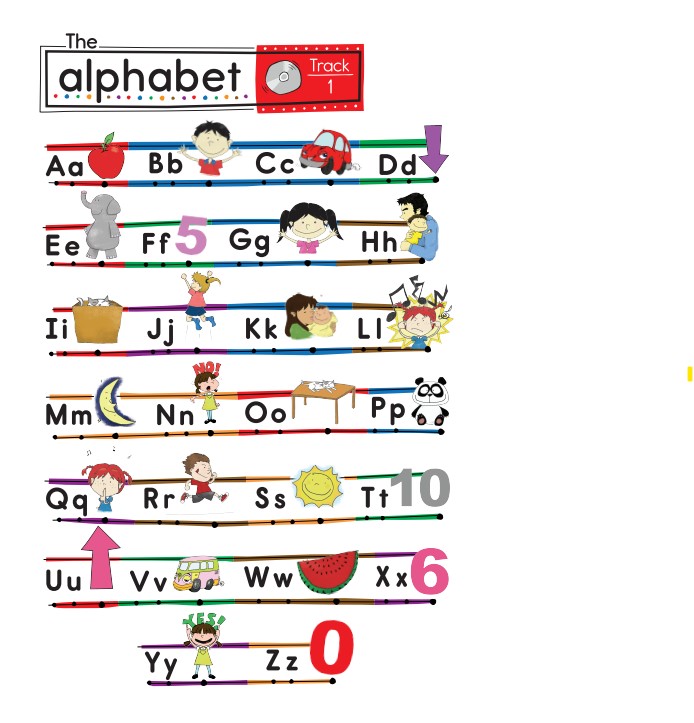 The
alphabet
Track
1
Aa Bb Cc Dd
Ee Ff 5 Gg Hh
Ii Jj Kk Ll
NO!
Mm Nn Oo Pp
Qq Rr Ss Tt 10
Uu Vv Ww Xx 6
YES!
Yy Zz 0